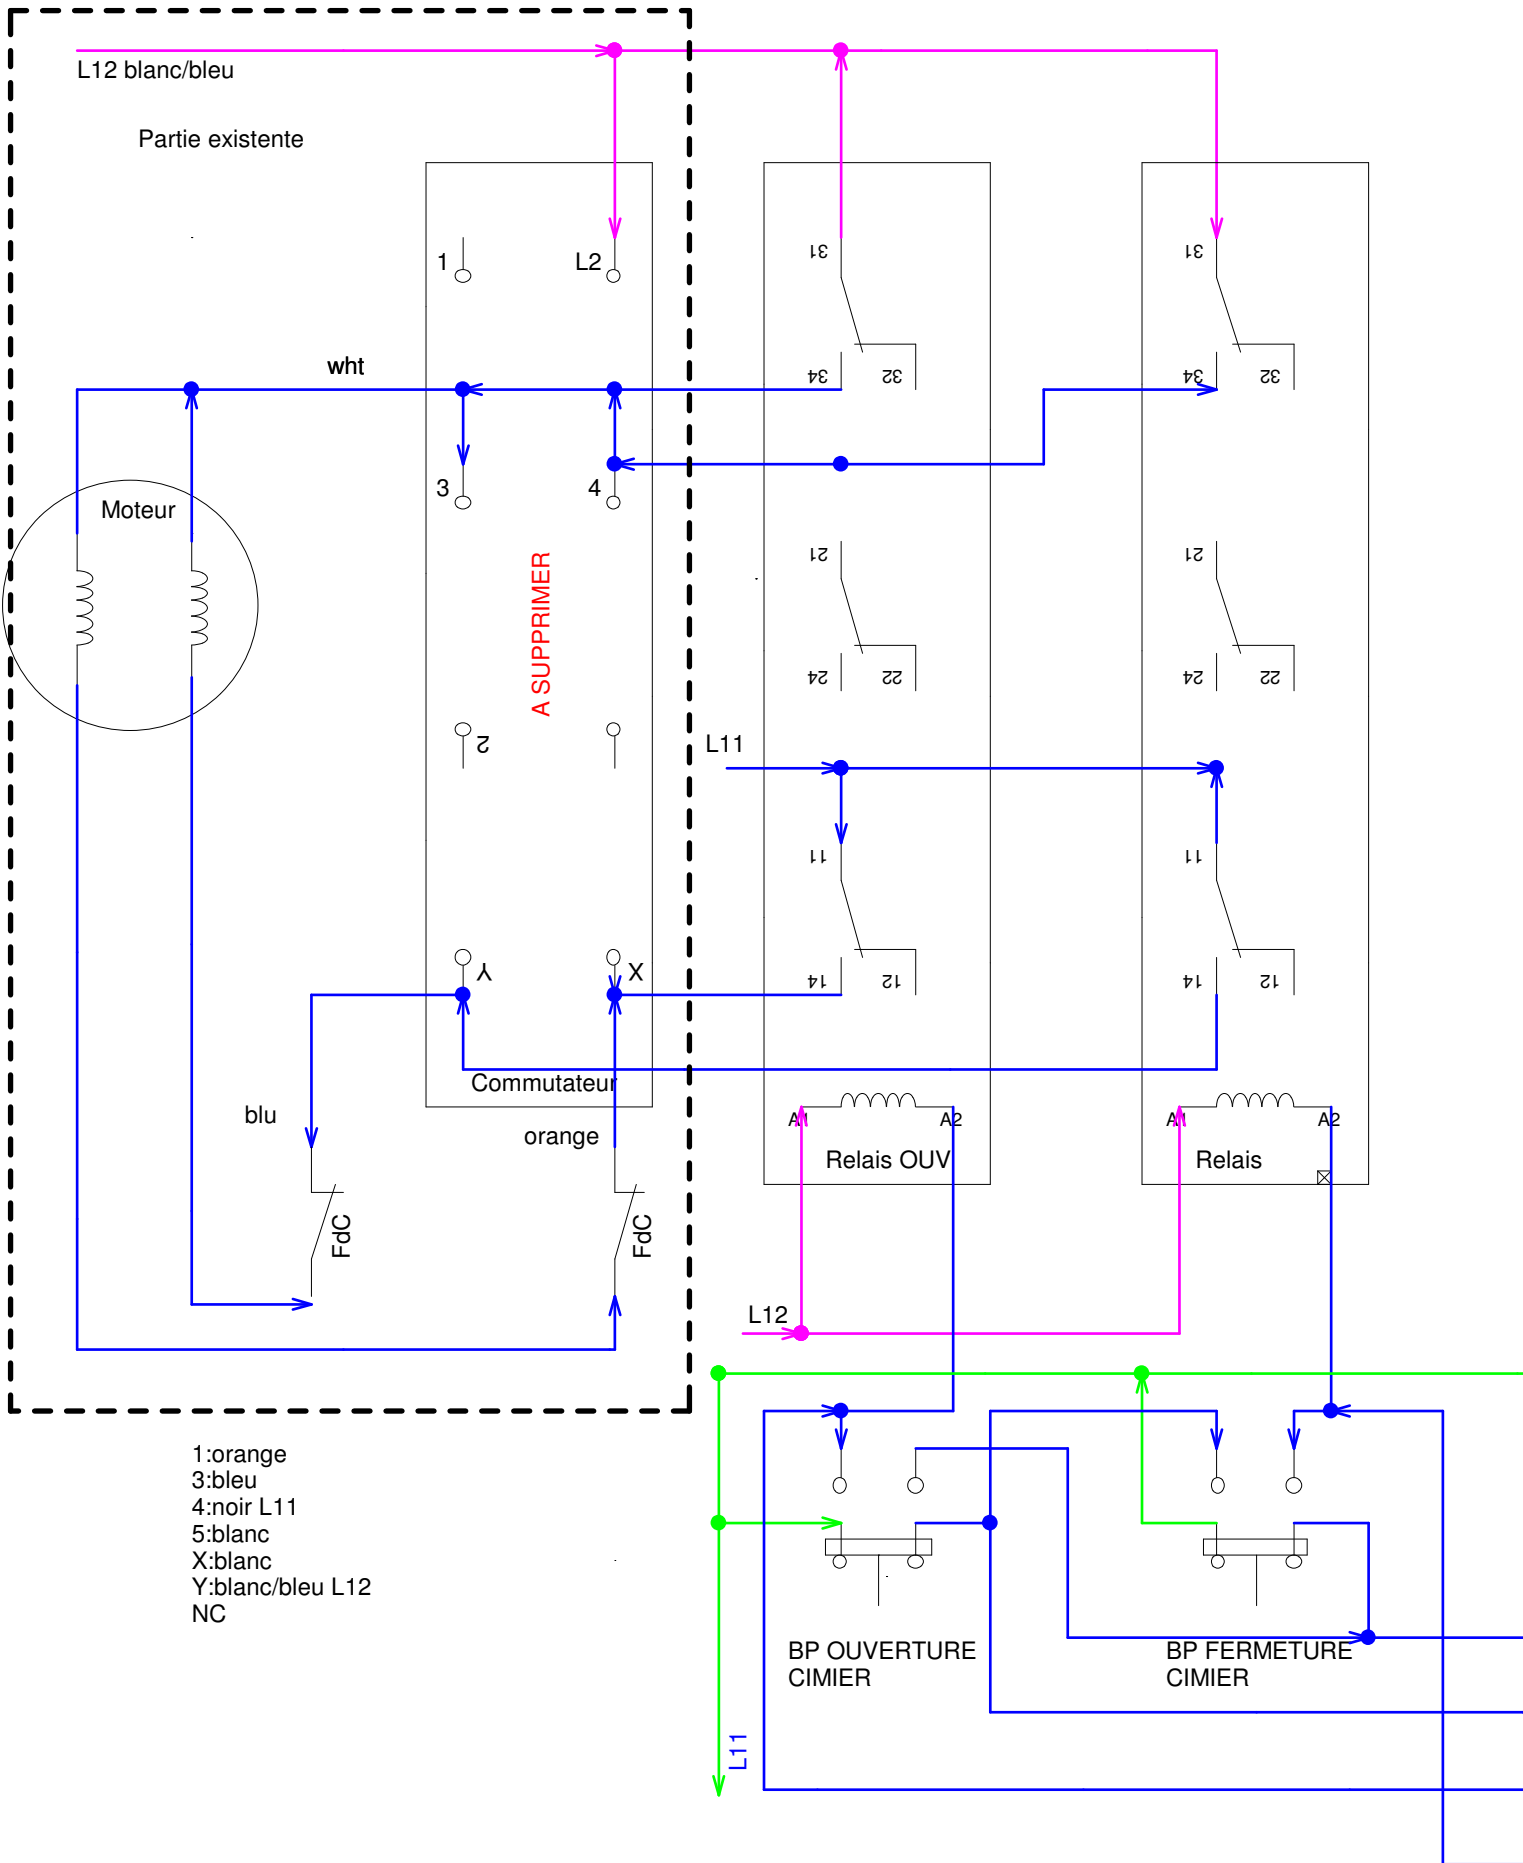 L12 blanc/bleu
Partie existente
31
31
1
L2
wht
34
32
34
32
3
4
Moteur
21
21
A SUPPRIMER
24
22
24
22
2
L11
11
11
Y
X
14
12
14
12
Commutateur
blu
orange
A1
A2
A1
A2
Relais OUV
Relais
FdC
FdC
L12
1:orange
3:bleu
4:noir L11
5:blanc
X:blanc
Y:blanc/bleu L12
NC
BP OUVERTURE
CIMIER
BP FERMETURE
CIMIER
L11